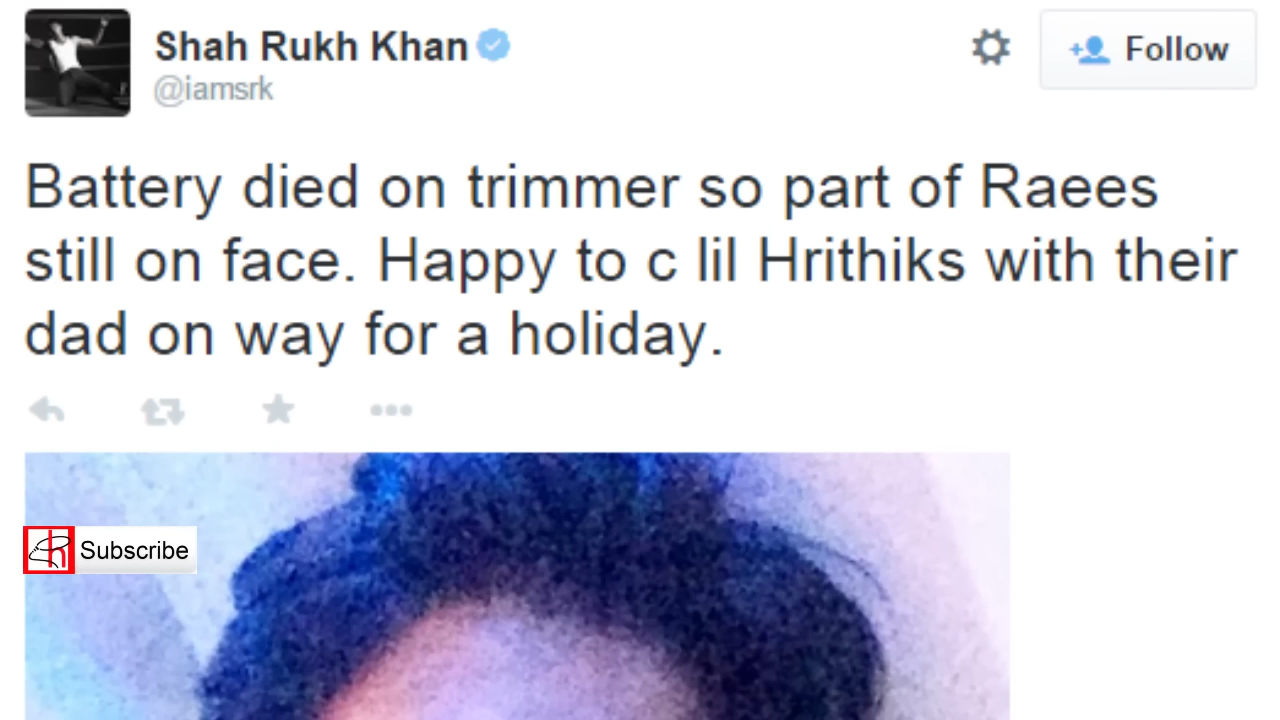 Shah Rukh Khan
@iamsrk
Follow
Battery died on trimmer so part of Raees
still on face. Happy to c lil Hrithiks with their
dad on way for a holiday.
Subscribe